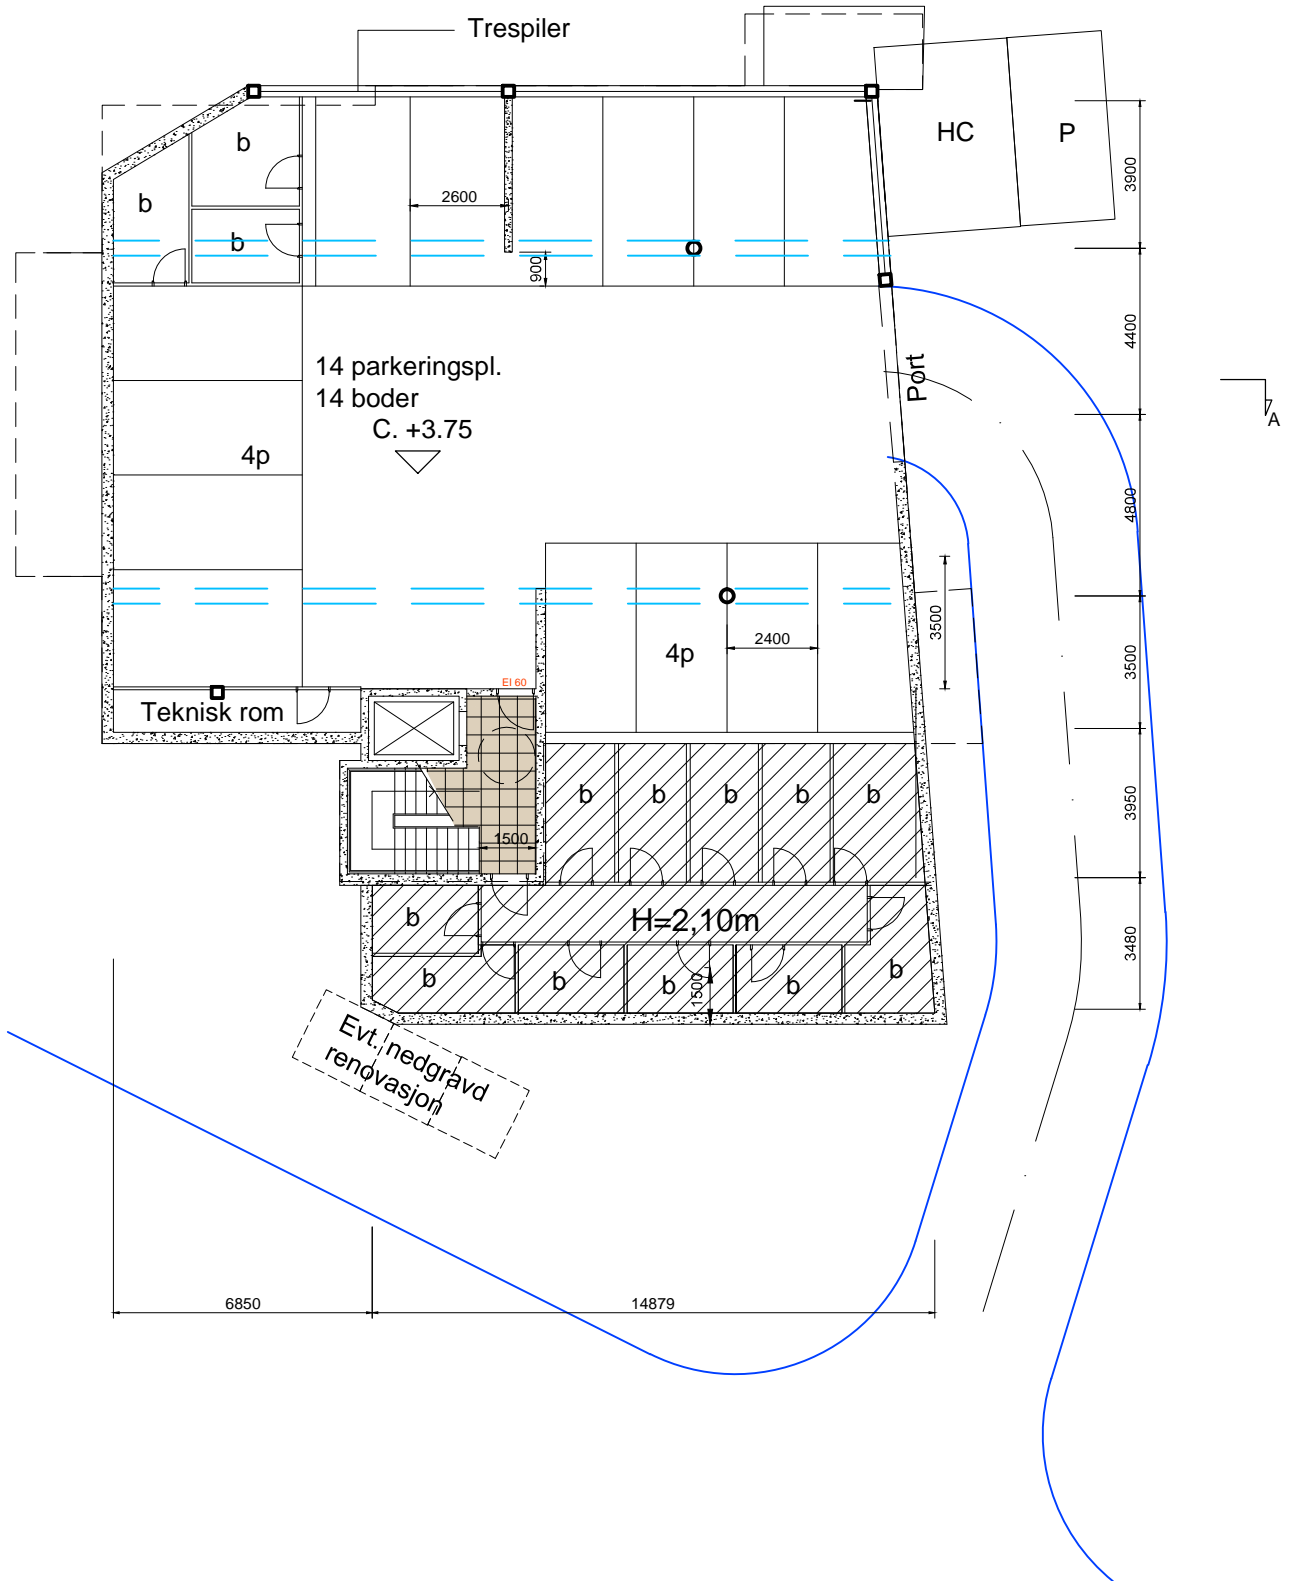 Trespiler
HC
P
b
b
b
2600
900
3900
4400
14 parkeringspl.
14 boder
C. +3.75
Port
A
4p
4800
3500
2400
4p
3500
EI 60
Teknisk rom
b
b
b
b
b
1500
3950
b
H=2,10m
3480
b
b
b
b
b
1500
Evt. nedgravd
renovasjon
6850
14879